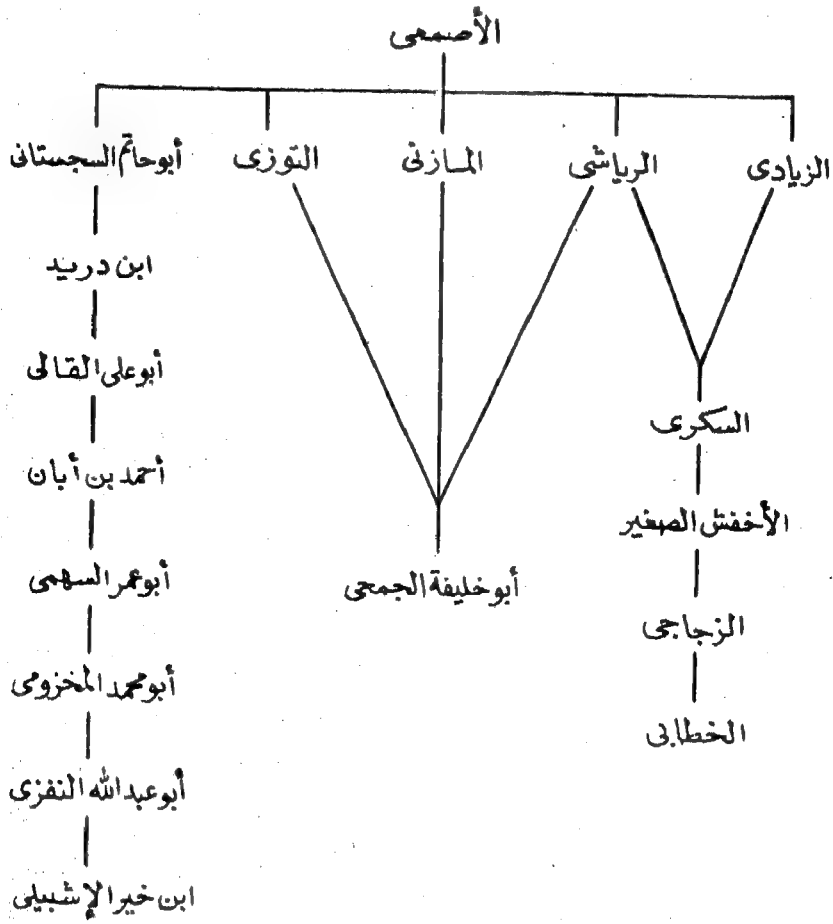 الأصمعى
الزيادى الرياشى المازنى التوزى أبوحاتم السجستانى
ابن دريد
أبوعلى القالى
السكرى
أحمد بن أبان
الأخفش الصغير
أبوعمر السهمى
أبوخليفة الجمحى
الزجاجى
أبومحمد المخزومى
الخطابى
أبوعبدالله النفزى
ابن خير الإشبيلى